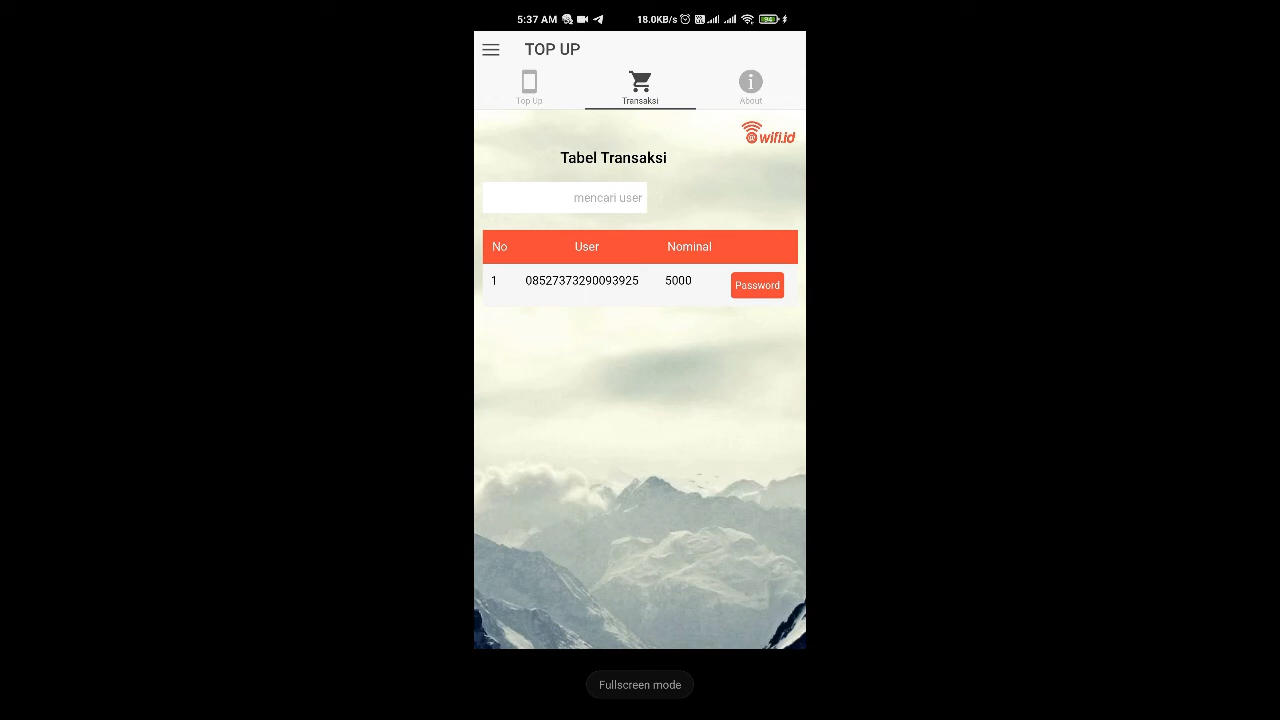 5:37 AM 18.0KB/s 94
TOP UP
Top Up Transaksi About
wifi.id
Tabel Transaksi
mencari user
No User Nominal
1 08527373290093925 5000 Password
Fullscreen mode